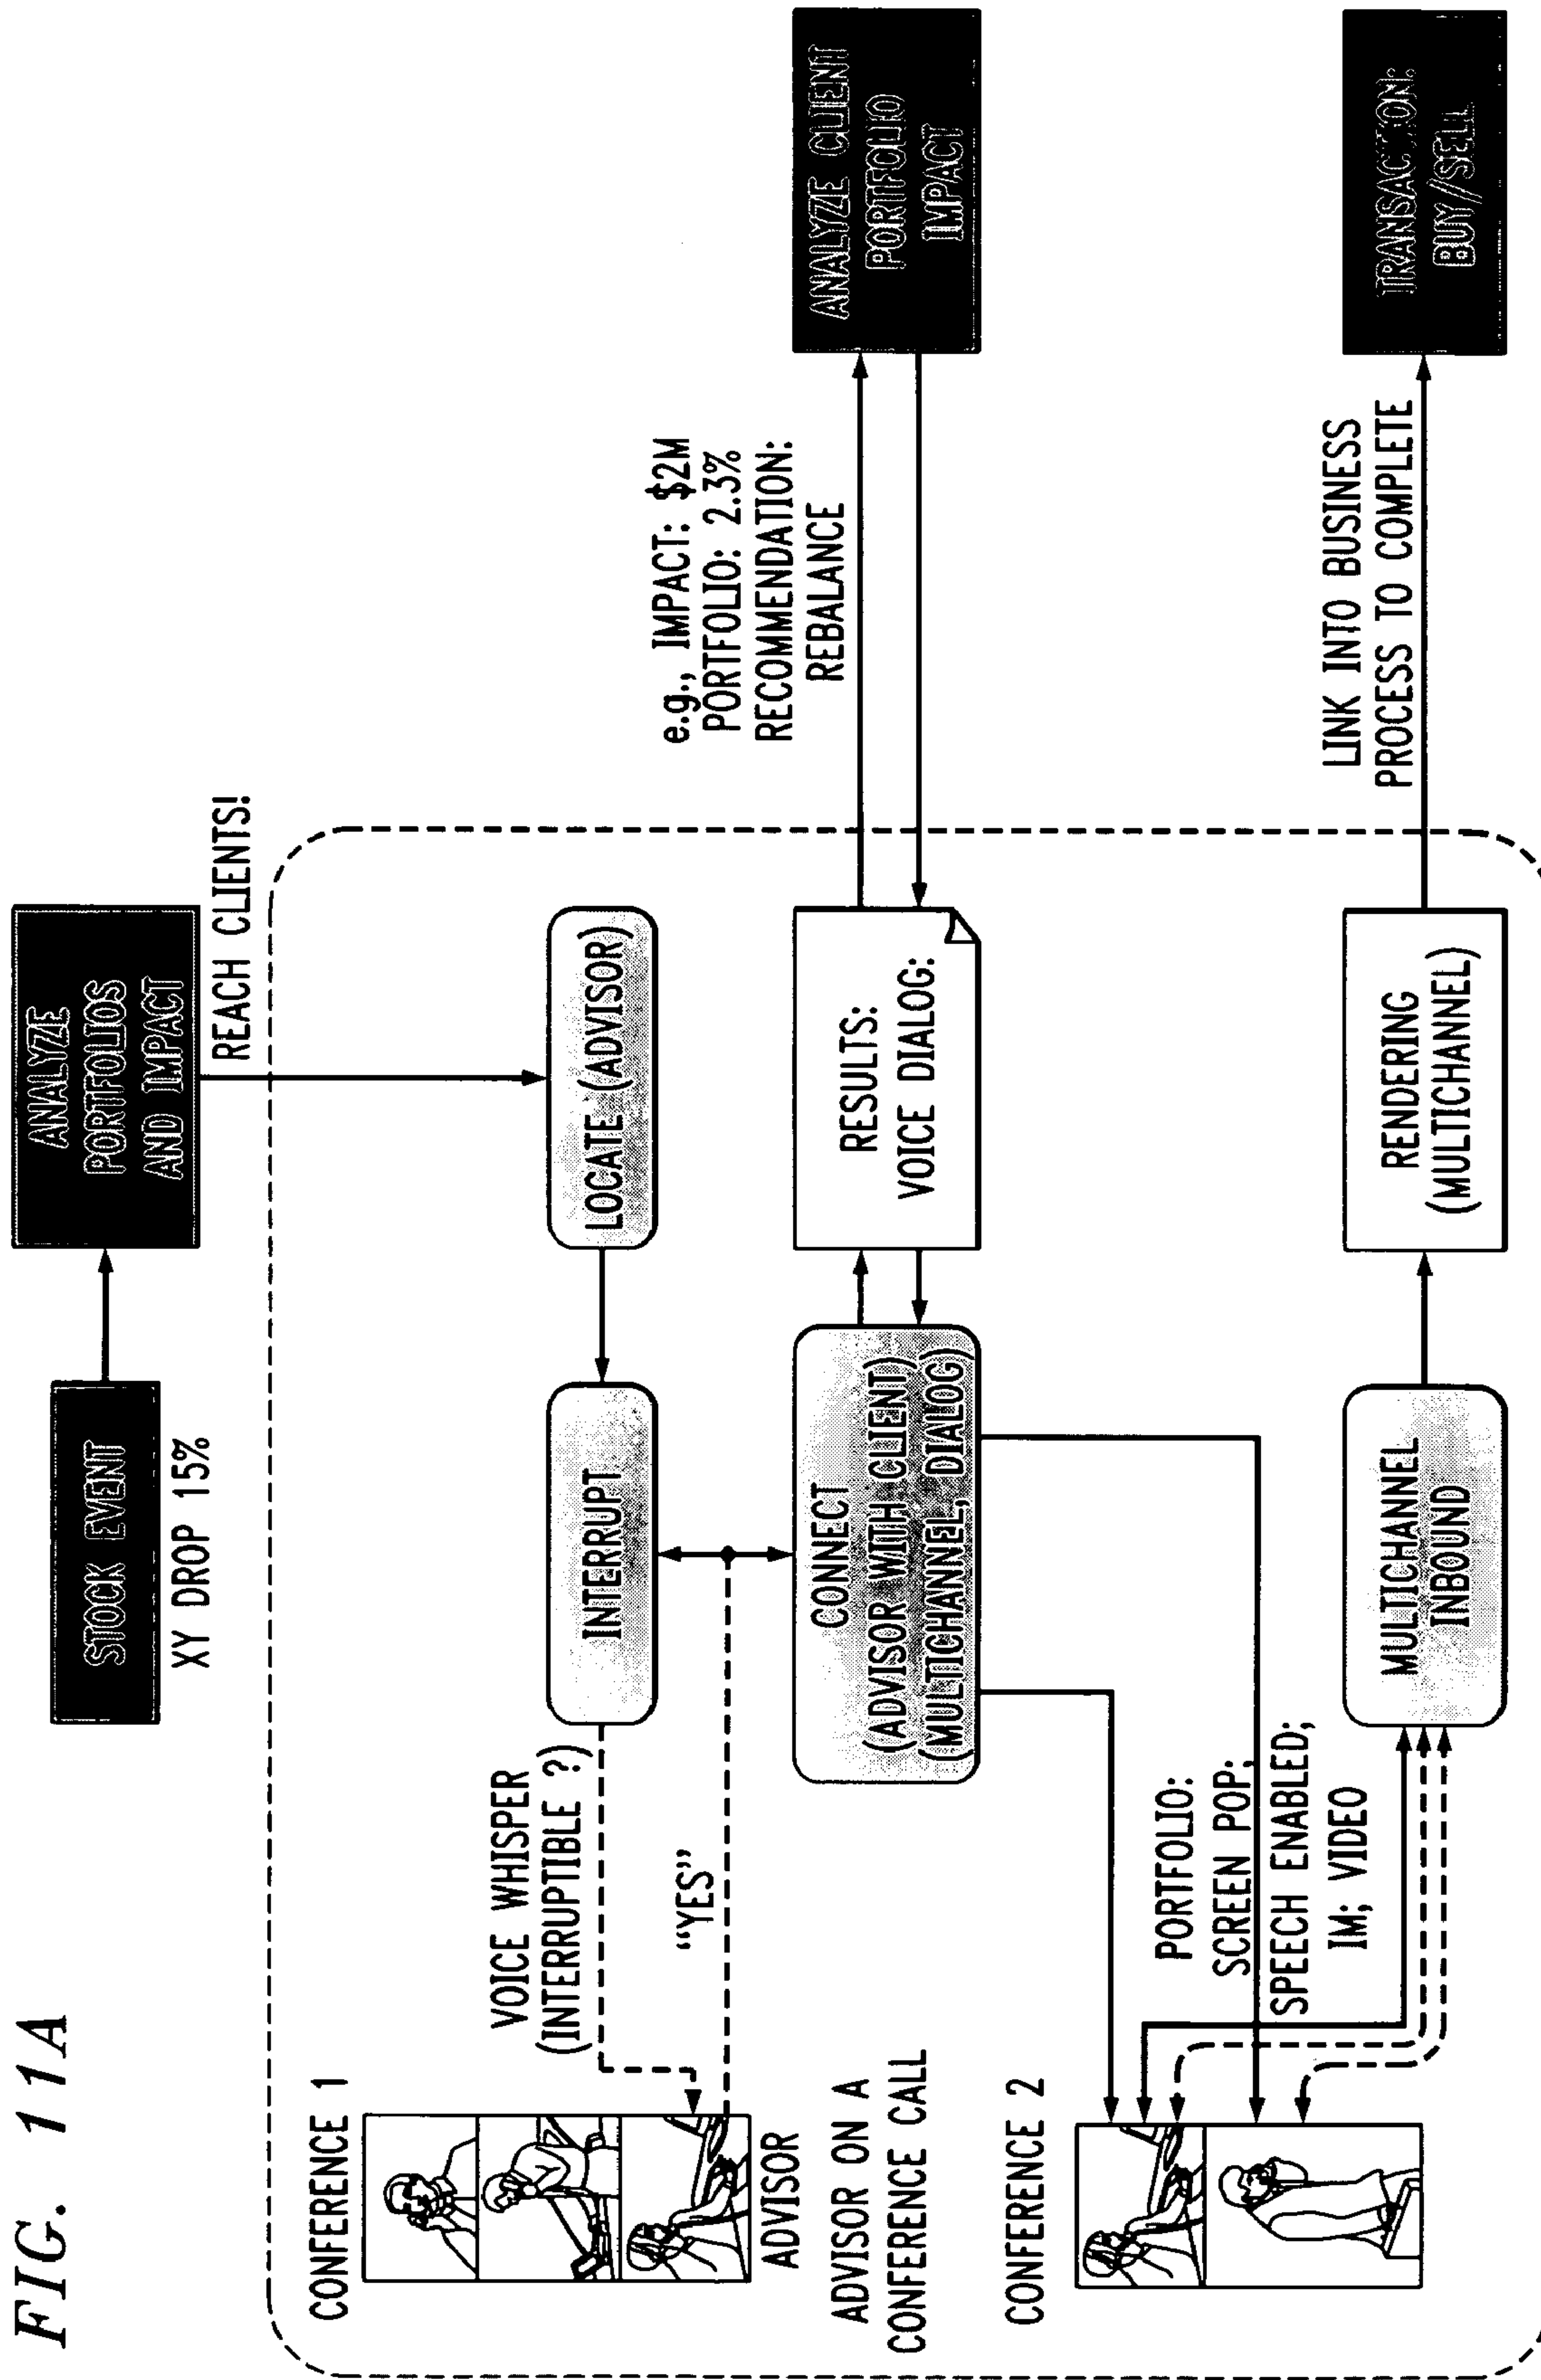 FIG. 11A
STOCK EVENT
XY DROP 15%
ANALYZE
PORTFOLIOS
AND IMPACT
REACH CLIENTS!
CONFERENCE 1
ADVISOR
VOICE WHISPER
(INTERRUPTIBLE ?)
"YES"
INTERRUPT
LOCATE (ADVISOR)
ADVISOR ON A
CONFERENCE CALL
CONNECT
(ADVISOR WITH CLIENT)
(MULTICHANNEL, DIALOG)
RESULTS:
VOICE DIALOG:
e.g., IMPACT: $2M
PORTFOLIO: 2.3%
RECOMMENDATION:
REBALANCE
ANALYZE CLIENT
PORTFOLIO
IMPACT
CONFERENCE 2
PORTFOLIO:
SCREEN POP;
SPEECH ENABLED;
IM; VIDEO
MULTICHANNEL
INBOUND
RENDERING
(MULTICHANNEL)
LINK INTO BUSINESS
PROCESS TO COMPLETE
TRANSACTION:
BUY/SELL